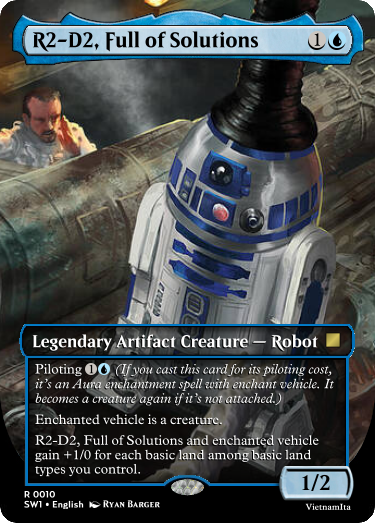 R2-D2, Full of Solutions 1
Legendary Artifact Creature — Robot
Piloting 1 (If you cast this card for its piloting cost,
it's an Aura enchantment spell with enchant vehicle. It
becomes a creature again if it's not attached.)
Enchanted vehicle is a creature.
R2-D2, Full of Solutions and enchanted vehicle
gain +1/0 for each basic land among basic land
types you control.
1/2
R 0010
SW1 • English RYAN BARGER
VietnamIta